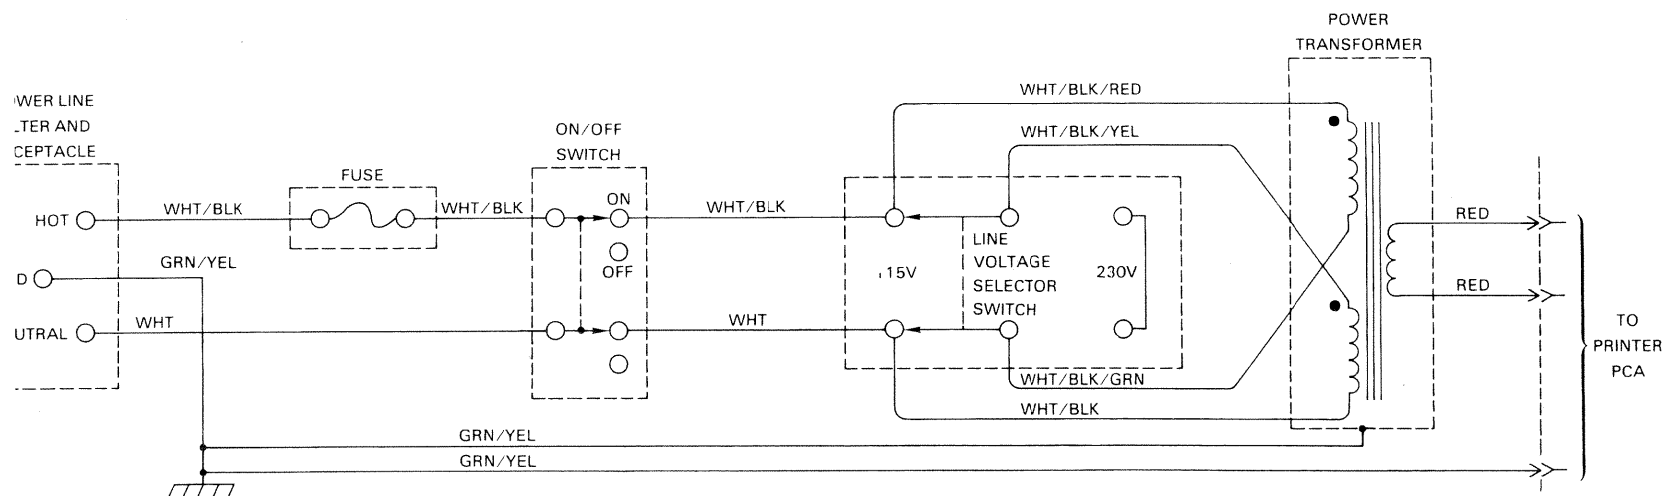 POWER
TRANSFORMER
WER LINE
TER AND
CEPTACLE
HOT
D
UTRAL
WHT/BLK
GRN/YEL
WHT
FUSE
WHT/BLK
ON/OFF
SWITCH
ON
OFF
WHT/BLK
WHT
WHT/BLK/RED
WHT/BLK/YEL
15V
LINE
VOLTAGE
SELECTOR
SWITCH
230V
WHT/BLK/GRN
WHT/BLK
GRN/YEL
GRN/YEL
RED
RED
TO
PRINTER
PCA